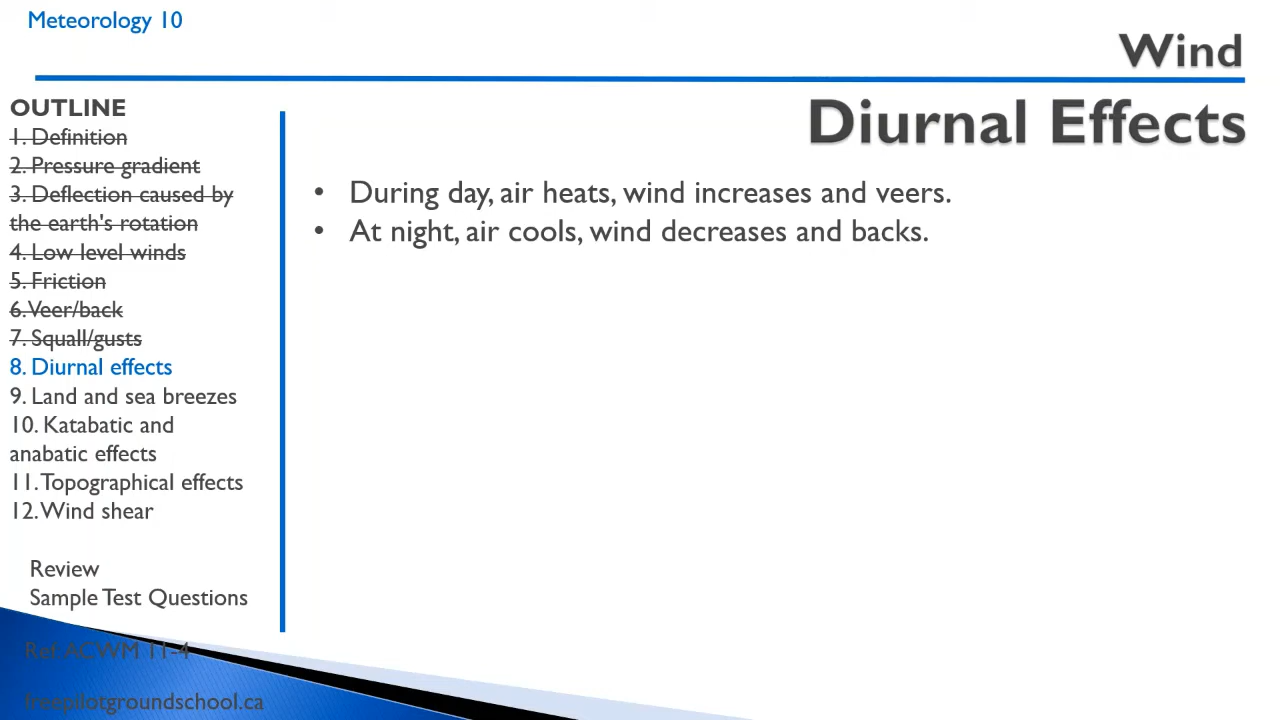 Meteorology 10
Wind
Diurnal Effects
OUTLINE
1. Definition
2. Pressure gradient
3. Deflection caused by
the earth's rotation
4. Low level winds
5. Friction
6. Veer/back
7. Squall/gusts
8. Diurnal effects
9. Land and sea breezes
10. Katabatic and
anabatic effects
11. Topographical effects
12. Wind shear
Review
Sample Test Questions
Ref: ACWM 11-4
freepilotgroundschool.ca
• During day, air heats, wind increases and veers.
• At night, air cools, wind decreases and backs.